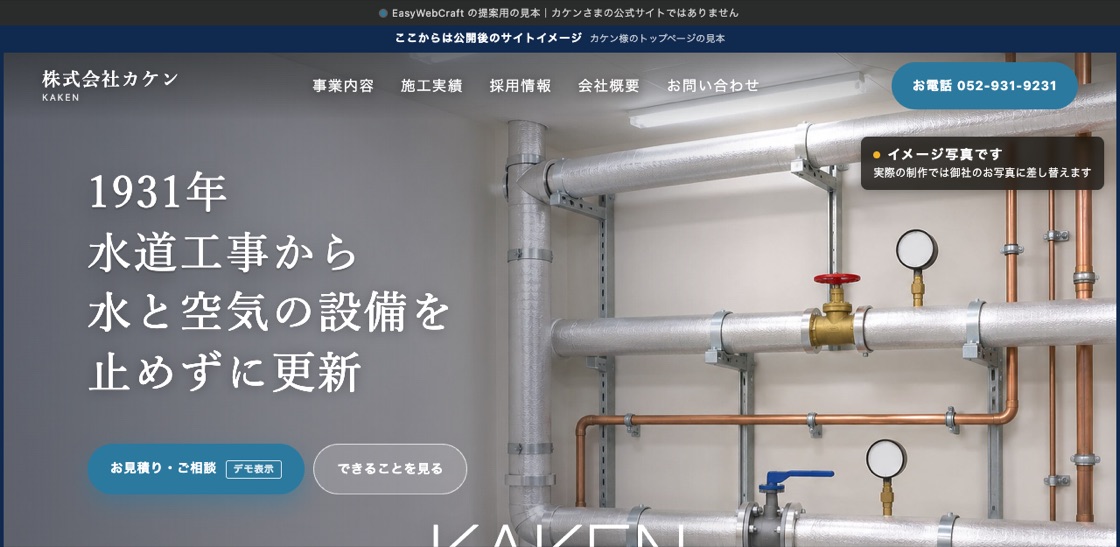 EasyWebCraft の提案用の見本｜カケンさまの公式サイトではありません
ここからは公開後のサイトイメージ カケン様のトップページの見本
株式会社カケン
KAKEN
事業内容 施工実績 採用情報 会社概要 お問い合わせ
お電話 052-931-9231
イメージ写真です
実際の制作では御社のお写真に差し替えます
1931年
水道工事から
水と空気の設備を
止めずに更新
お見積り・ご相談 デモ表示
できることを見る
KAKEN